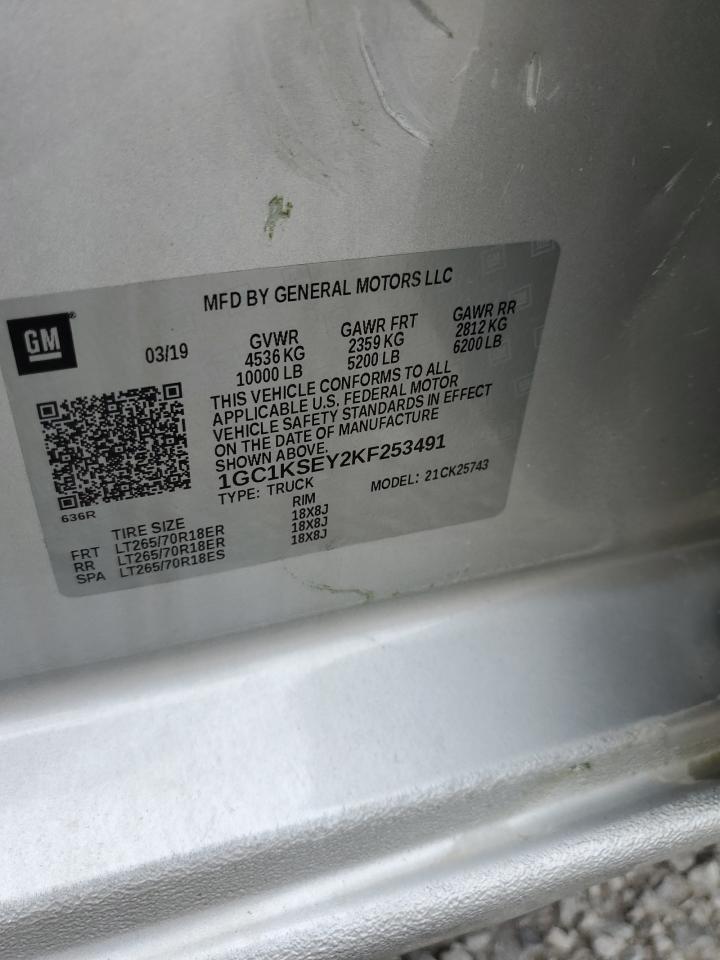 MFD BY GENERAL MOTORS LLC
GM
03/19
GVWR
4536 KG
10000 LB
GAWR FRT
2359 KG
5200 LB
GAWR RR
2812 KG
6200 LB
THIS VEHICLE CONFORMS TO ALL
APPLICABLE U.S. FEDERAL MOTOR
VEHICLE SAFETY STANDARDS IN EFFECT
ON THE DATE OF MANUFACTURE
SHOWN ABOVE.
1GC1KSEY2KF253491
TYPE: TRUCK
MODEL: 21CK25743
636R
TIRE SIZE RIM
FRT LT265/70R18ER 18X8J
RR LT265/70R18ER 18X8J
SPA LT265/70R18ES 18X8J